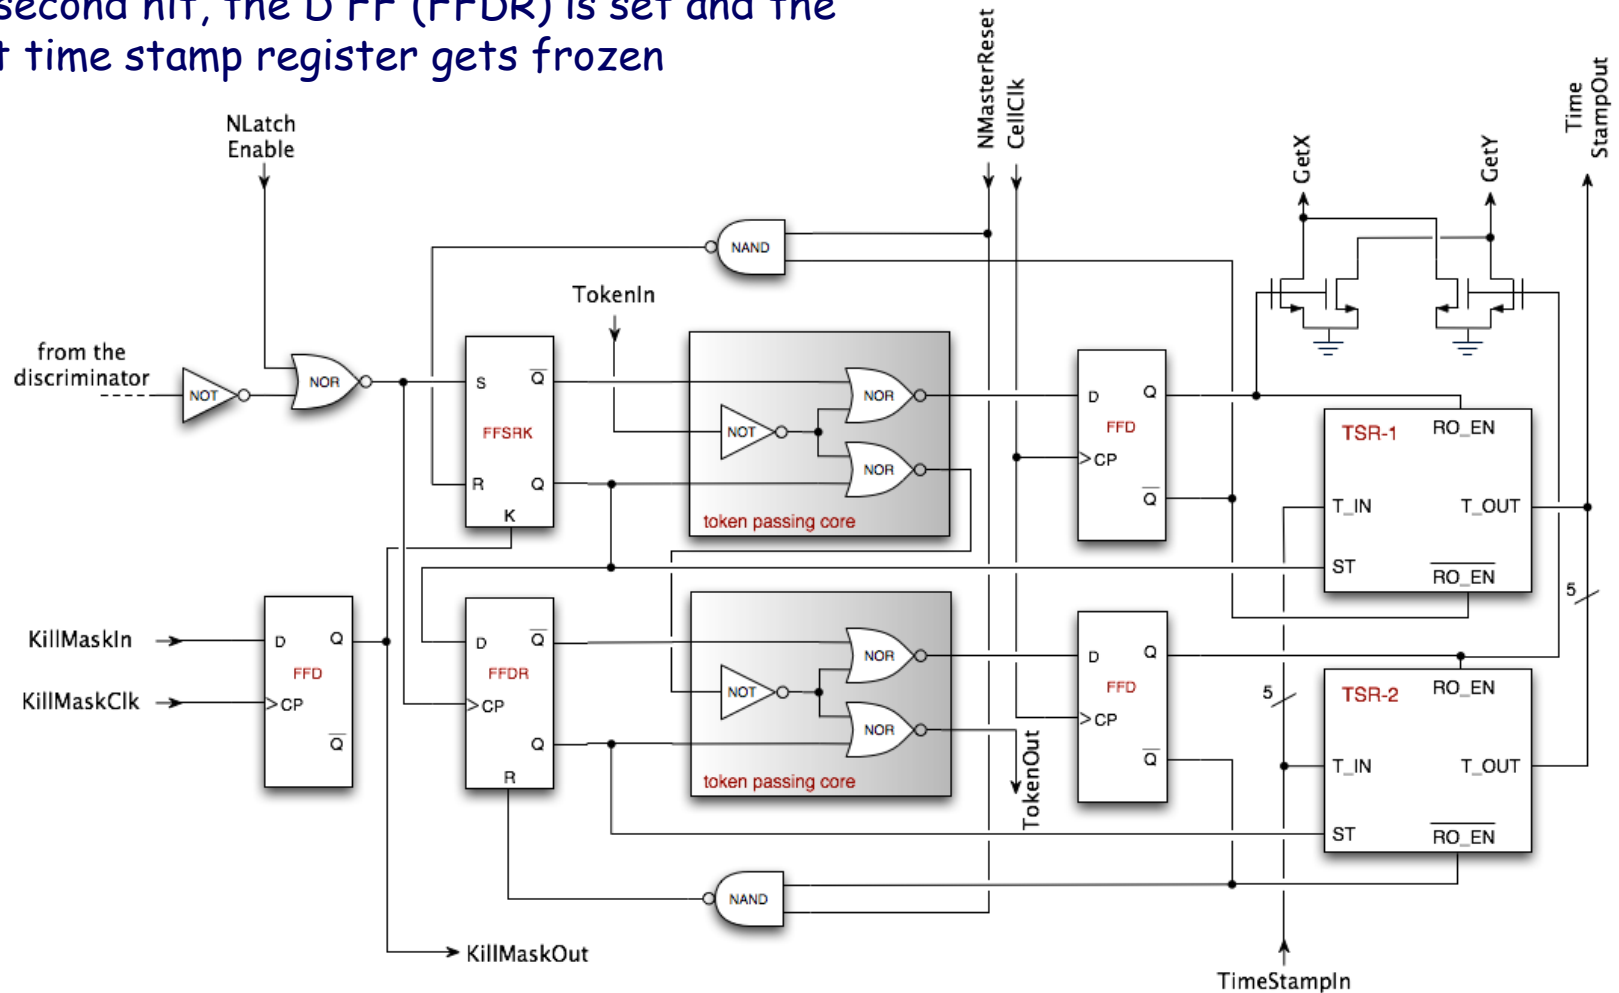 second hit, the D FF (FFDR) is set and the
t time stamp register gets frozen
NMasterReset
CellClk
Time
StampOut
NLatch
Enable
GetX
GetY
NAND
TokenIn
from the
discriminator
NOT
NOR
S
Q
FFSRK
R
Q
K
NOR
NOT
NOR
token passing core
D
Q
FFD
CP
Q
TSR-1
RO_EN
T_IN
T_OUT
ST
RO_EN
5
KillMaskIn
KillMaskClk
D
Q
FFD
CP
Q
D
Q
FFDR
CP
Q
R
NOR
NOT
NOR
token passing core
TokenOut
D
Q
FFD
CP
Q
5
TSR-2
RO_EN
T_IN
T_OUT
ST
RO_EN
NAND
KillMaskOut
TimeStampIn